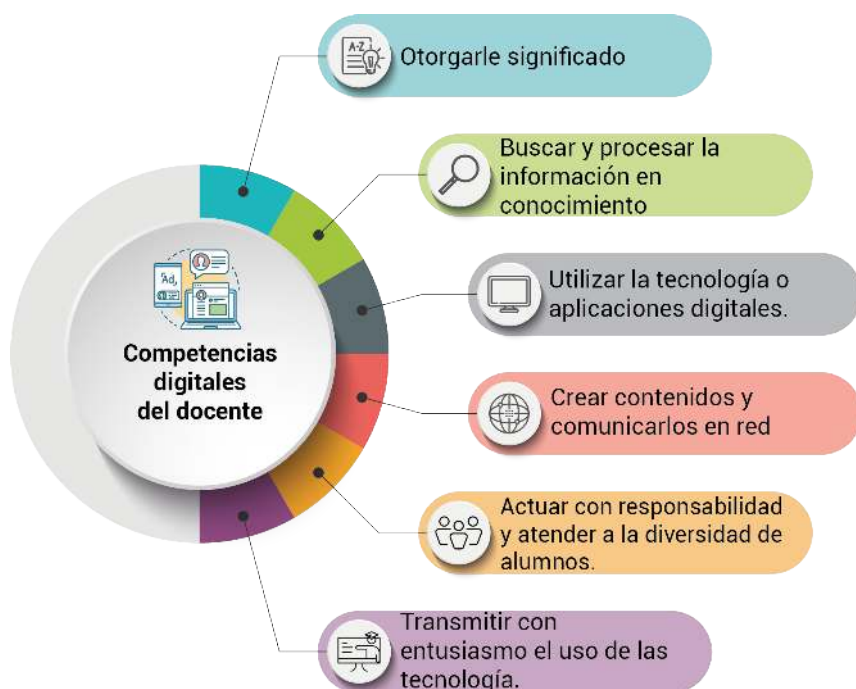 A-Z
Otorgarle significado
Buscar y procesar la
información en
conocimiento
Utilizar la tecnología o
aplicaciones digitales.
Crear contenidos y
comunicarlos en red
Actuar con responsabilidad
y atender a la diversidad de
alumnos.
Transmitir con
entusiasmo el uso de las
tecnología.
Ad,
Competencias
digitales
del docente